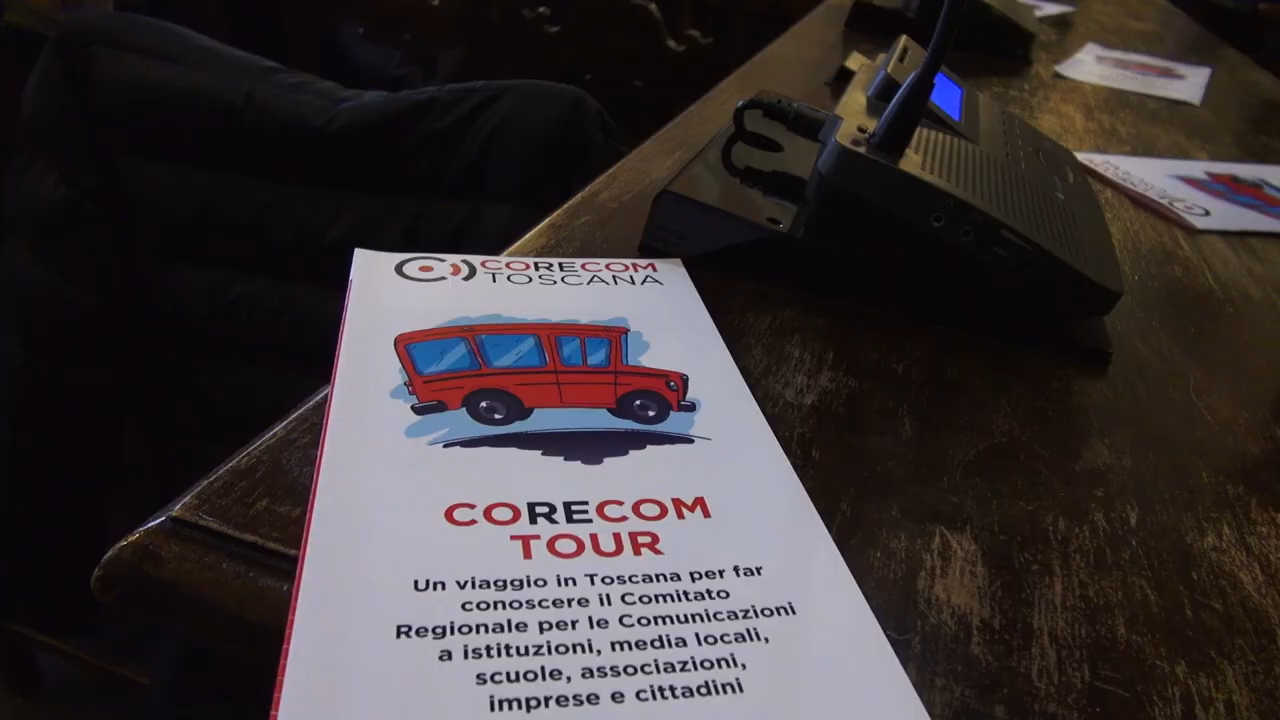 CORECOM
TOSCANA
CORECOM
TOUR
Un viaggio in Toscana per far
conoscere il Comitato
Regionale per le Comunicazioni
a istituzioni, media locali,
scuole, associazioni,
imprese e cittadini